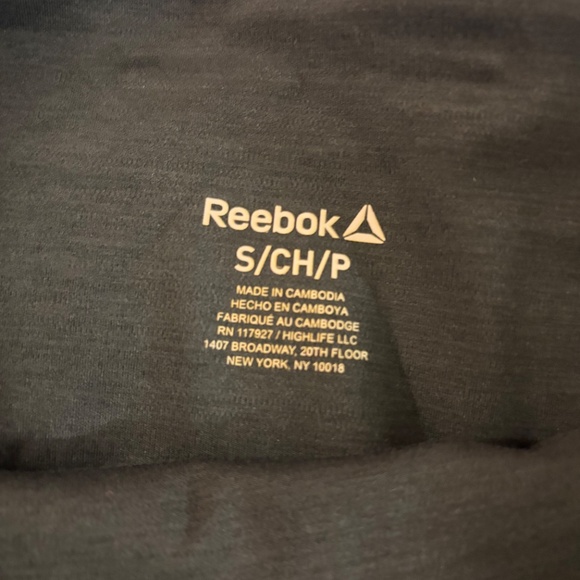 Reebok
S/CH/P
MADE IN CAMBODIA
HECHO EN CAMBOYA
FABRIQUÉ AU CAMBODGE
RN 117927 / HIGHLIFE LLC
1407 BROADWAY, 20TH FLOOR
NEW YORK, NY 10018